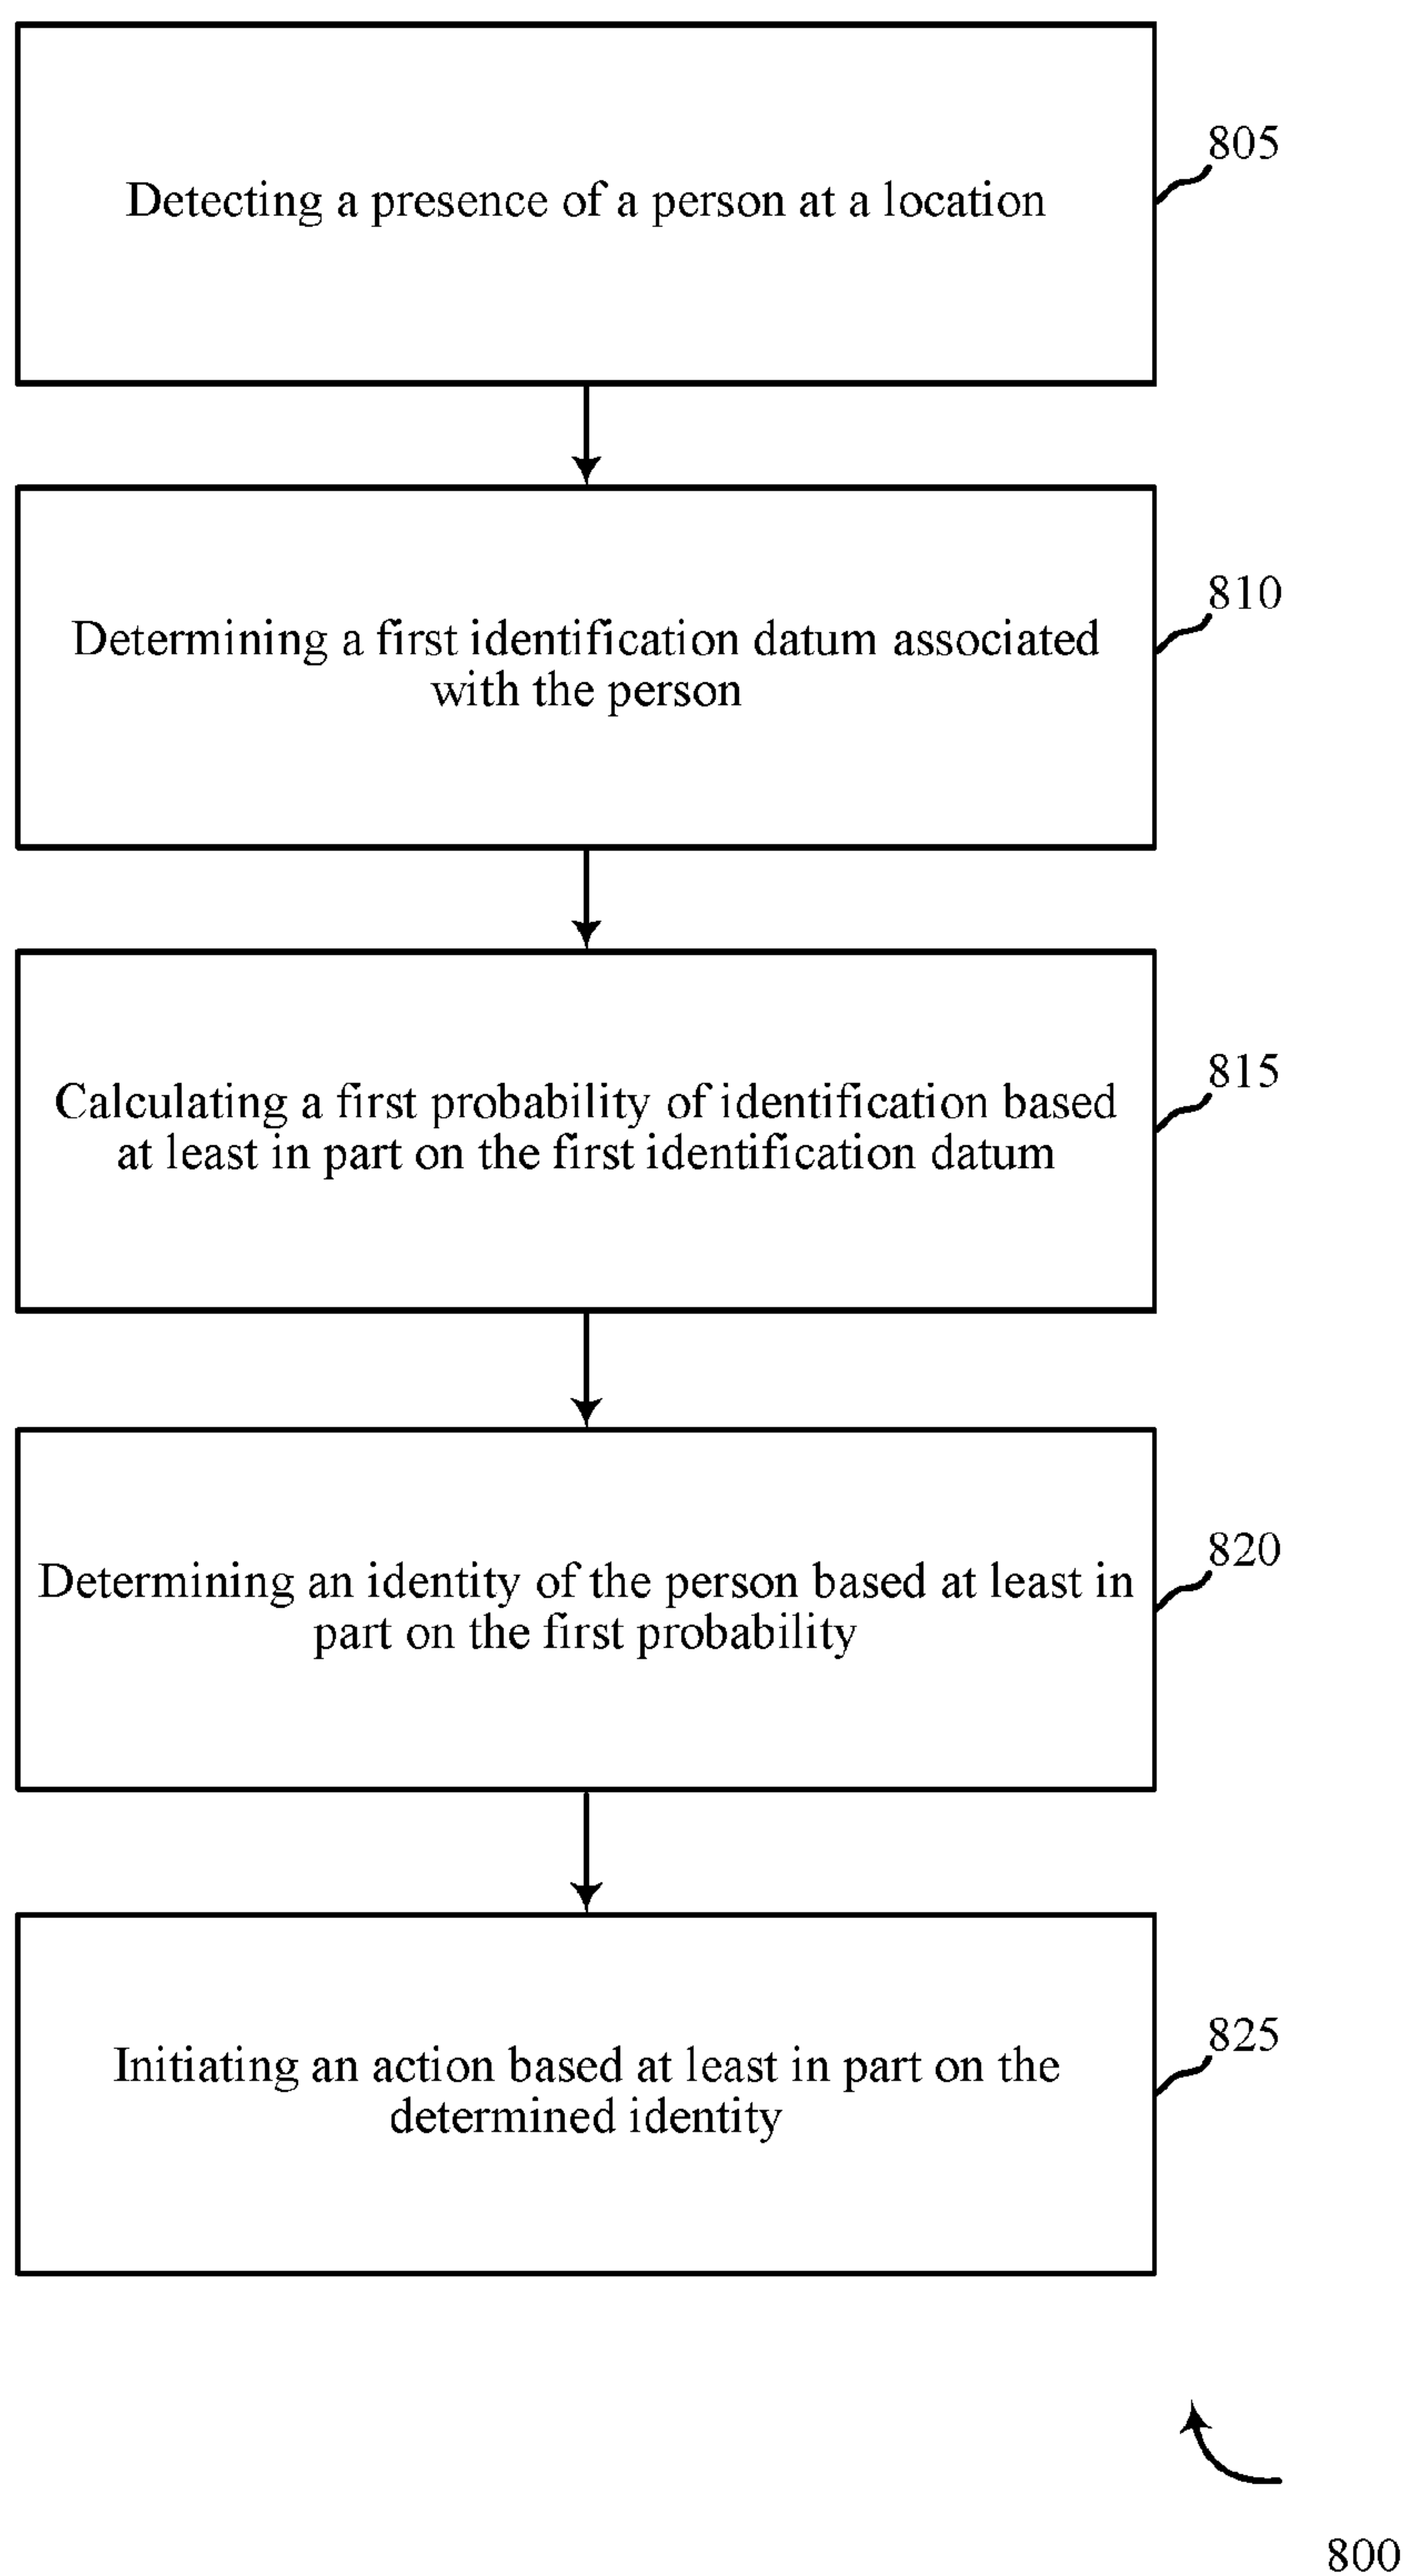 Detecting a presence of a person at a location
805
Determining a first identification datum associated
with the person
810
Calculating a first probability of identification based
at least in part on the first identification datum
815
Determining an identity of the person based at least in
part on the first probability
820
Initiating an action based at least in part on the
determined identity
825
800